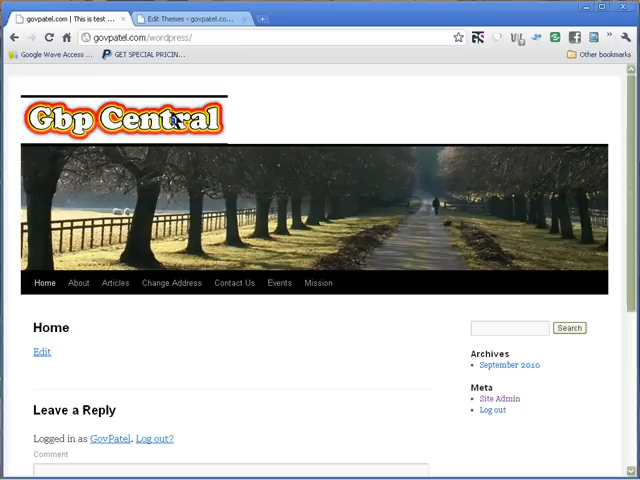 govpatel.com | This is test ...
Edit Themes ‹ govpatel.co...
govpatel.com/wordpress/
Google Wave Access ...
GET SPECIAL PRICIN...
Other bookmarks
Gbp Central
Home
About
Articles
Change Address
Contact Us
Events
Mission
Home
Edit
Search
Archives
September 2010
Meta
Site Admin
Log out
Leave a Reply
Logged in as GovPatel. Log out?
Comment